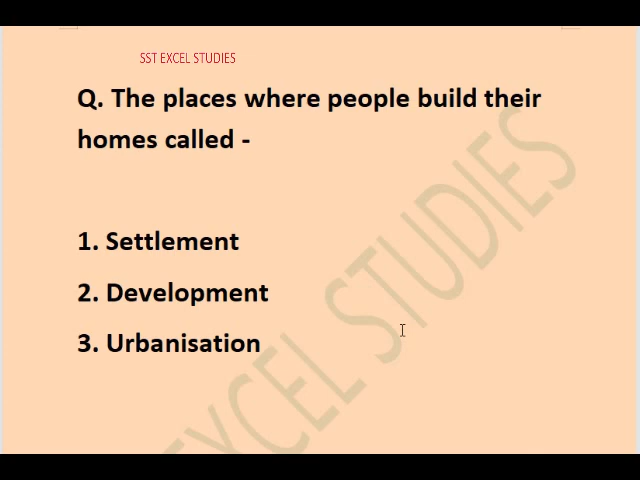 SST EXCEL STUDIES
Q. The places where people build their
homes called -
1. Settlement
2. Development
3. Urbanisation
EXCEL STUDIES